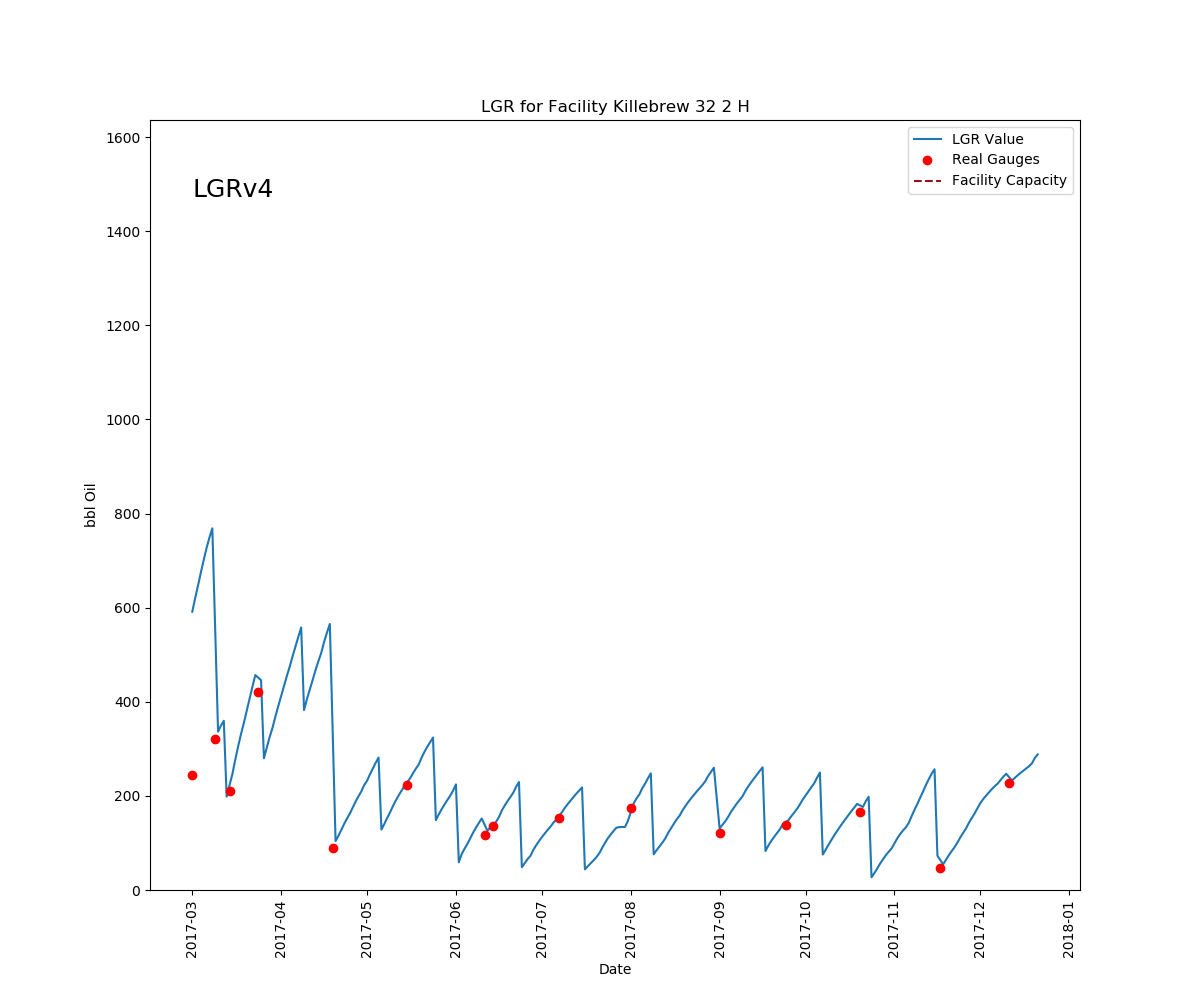 LGR for Facility Killebrew 32 2 H
LGRv4
LGR Value
Real Gauges
Facility Capacity
bbl Oil
1600
1400
1200
1000
800
600
400
200
0
2017-03
2017-04
2017-05
2017-06
2017-07
2017-08
2017-09
2017-10
2017-11
2017-12
2018-01
Date